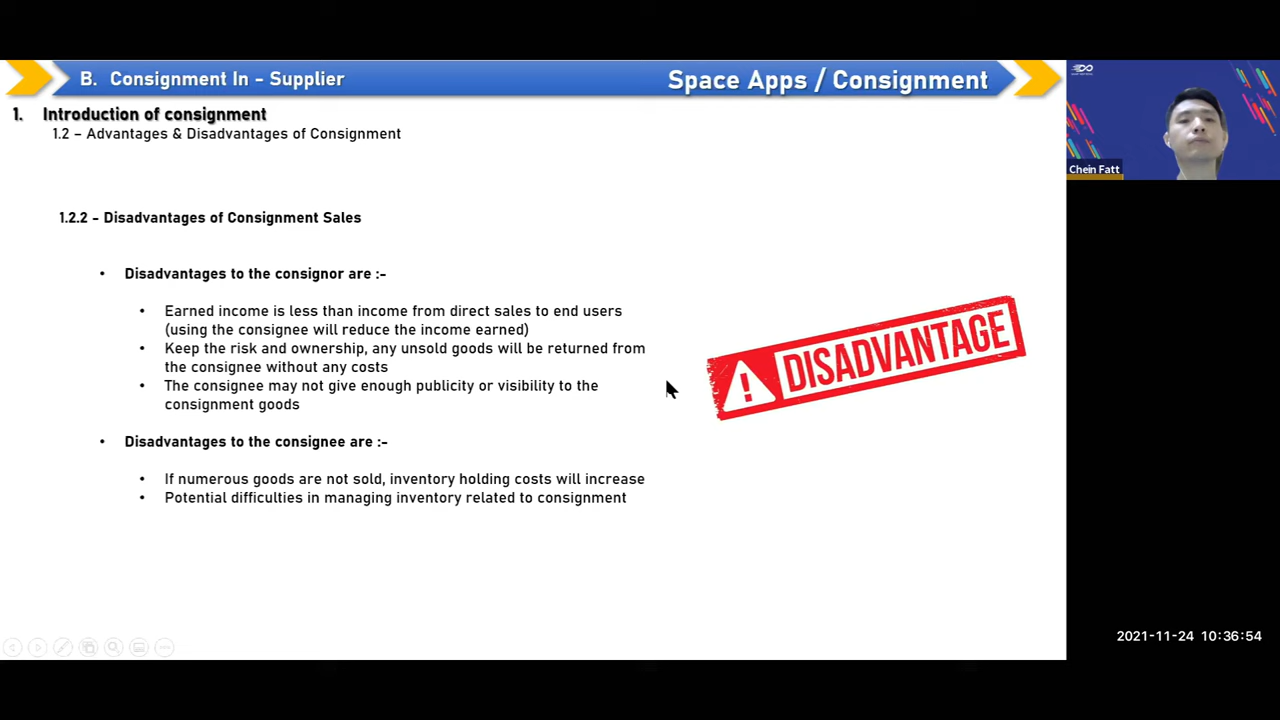 B. Consignment In - Supplier
Space Apps / Consignment
1. Introduction of consignment
1.2 – Advantages & Disadvantages of Consignment
1.2.2 - Disadvantages of Consignment Sales
• Disadvantages to the consignor are :-
• Earned income is less than income from direct sales to end users
(using the consignee will reduce the income earned)
• Keep the risk and ownership, any unsold goods will be returned from
the consignee without any costs
• The consignee may not give enough publicity or visibility to the
consignment goods
• Disadvantages to the consignee are :-
• If numerous goods are not sold, inventory holding costs will increase
• Potential difficulties in managing inventory related to consignment
! DISADVANTAGE
Chein Fatt
2021-11-24 10:36:54